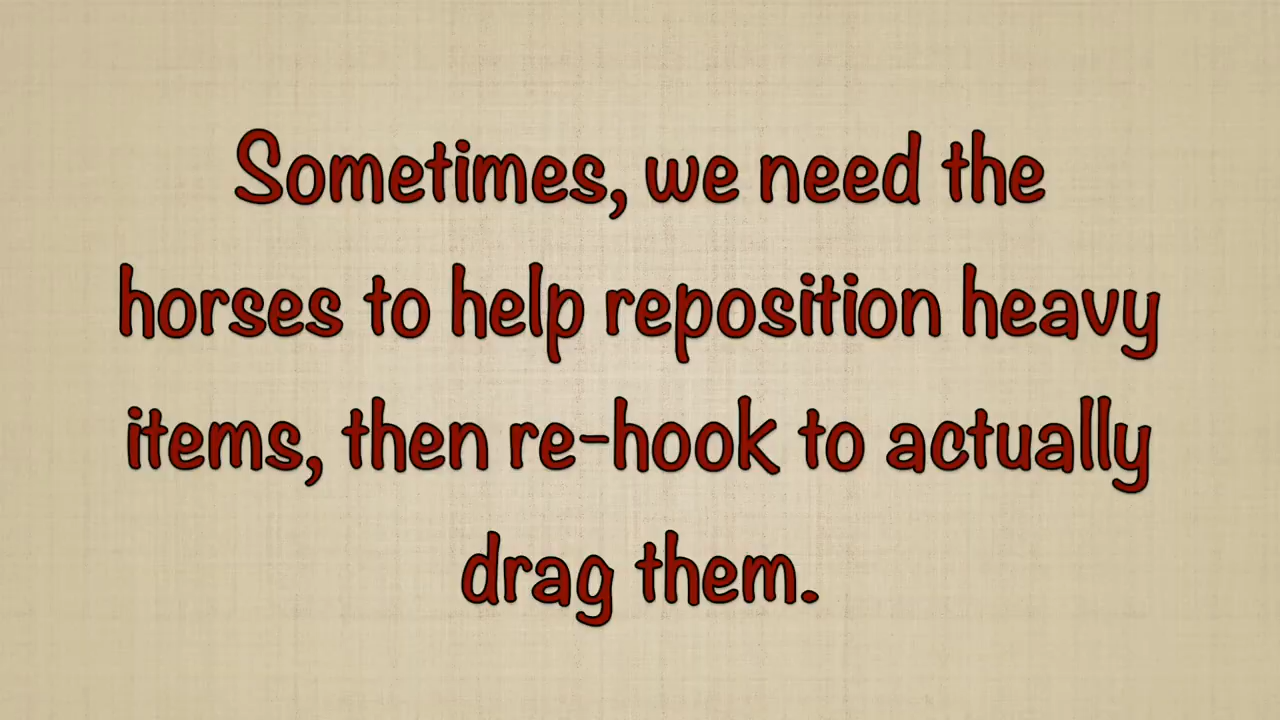 Sometimes, we need the
horses to help reposition heavy
items, then re-hook to actually
drag them.